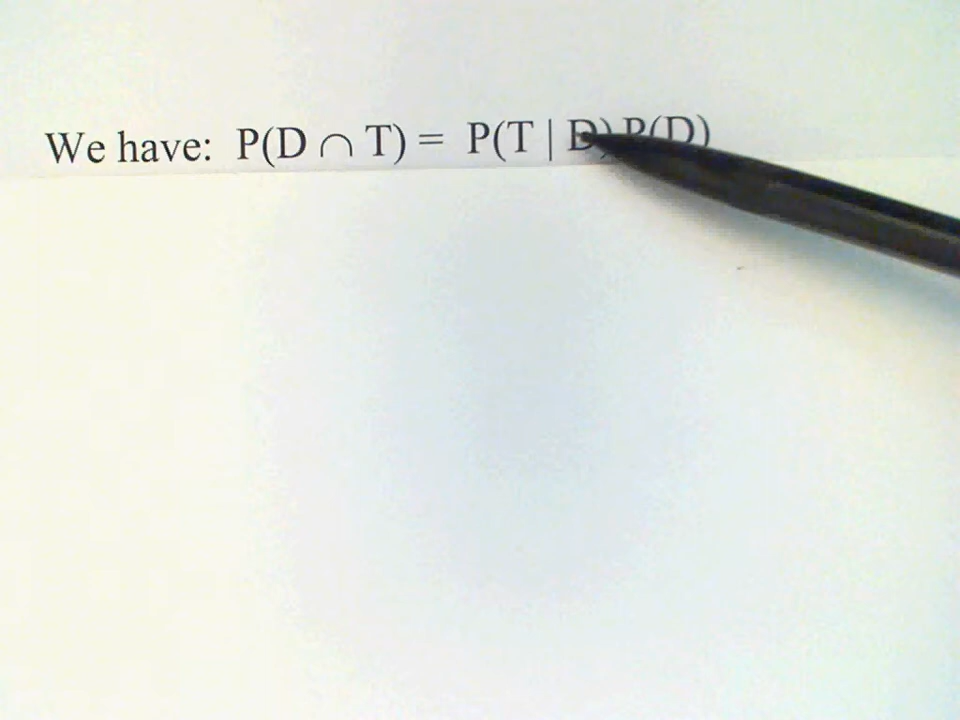 We have: P(D ∩ T) = P(T | D) P(D)